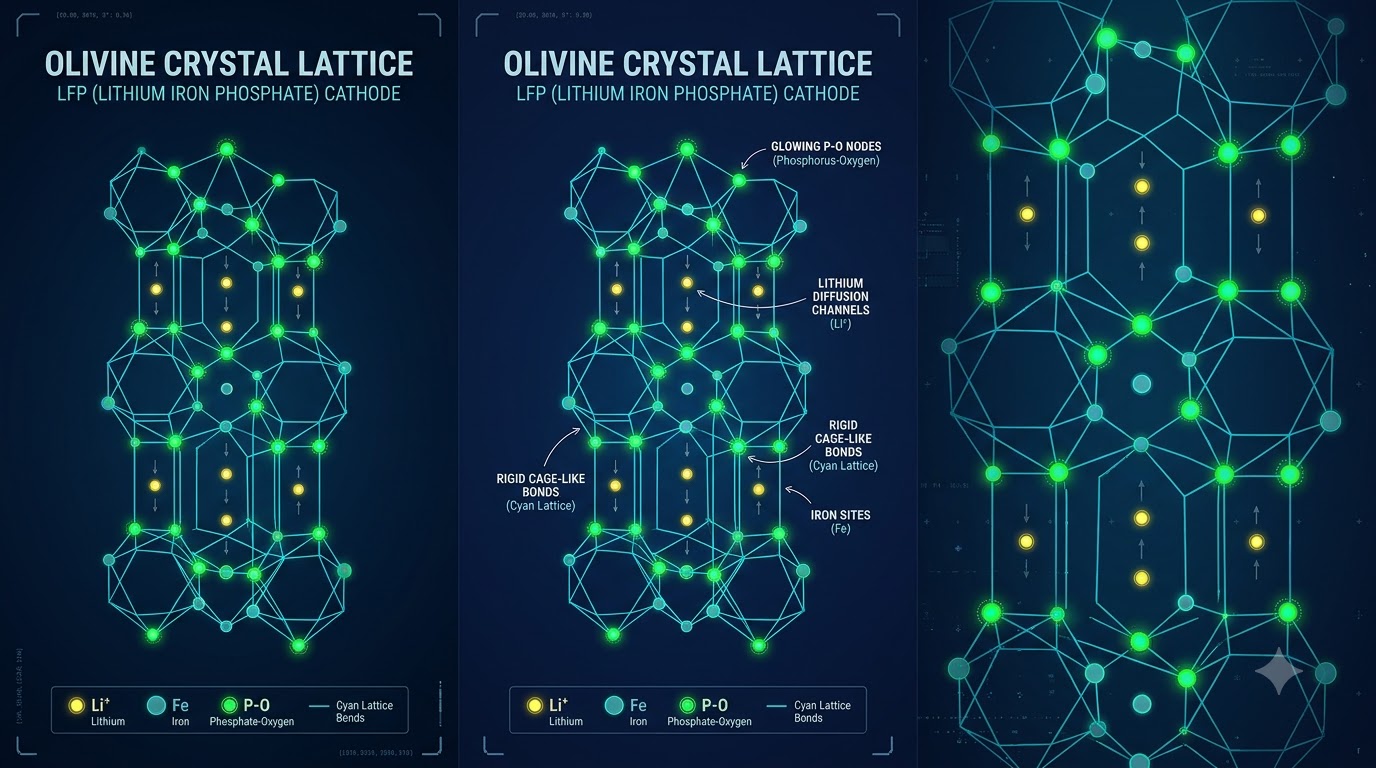 OLIVINE CRYSTAL LATTICE
LFP (LITHIUM IRON PHOSPHATE) CATHODE
Li⁺
Lithium
Fe
Iron
P-O
Phosphate-Oxygen
Cyan Lattice
Bends
OLIVINE CRYSTAL LATTICE
LFP (LITHIUM IRON PHOSPHATE) CATHODE
GLOWING P-O NODES
(Phosphorus-Oxygen)
LITHIUM
DIFFUSION
CHANNELS
RIGID
CAGE-LIKE
BONDS
(Cyan Lattice)
RIGID CAGE-LIKE
BONDS
(Cyan Lattice)
IRON SITES
(Fe)
Li⁺
Lithium
Fe
Iron
P-O
Phosphate-Oxygen
Cyan Lattice
Bonds